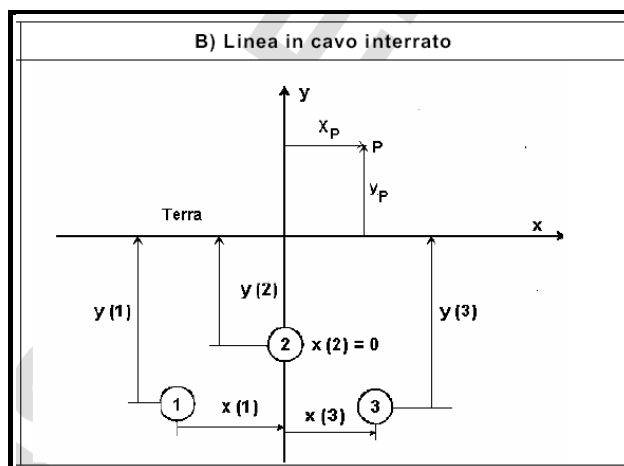 B) Linea in cavo interrato
y
X_P
P
y_P
Terra
x
y (2)
y (1)
y (3)
2
x (2) = 0
1
x (1)
x (3)
3